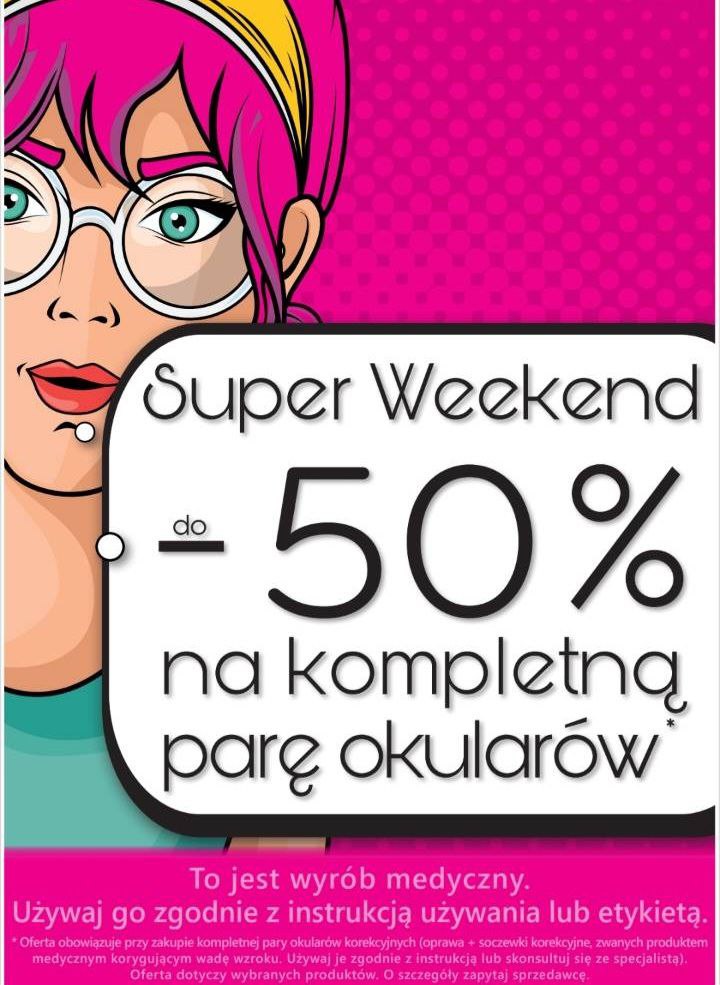 Super Weekend
do
- 50%
na kompletną
parę okularów*
To jest wyrób medyczny.
Używaj go zgodnie z instrukcją używania lub etykietą.
* Oferta obowiązuje przy zakupie kompletnej pary okularów korekcyjnych (oprawa + soczewki korekcyjne, zwanych produktem
medycznym korygującym wadę wzroku. Używaj je zgodnie z instrukcją lub skonsultuj się ze specjalistą).
Oferta dotyczy wybranych produktów. O szczegóły zapytaj sprzedawcę.